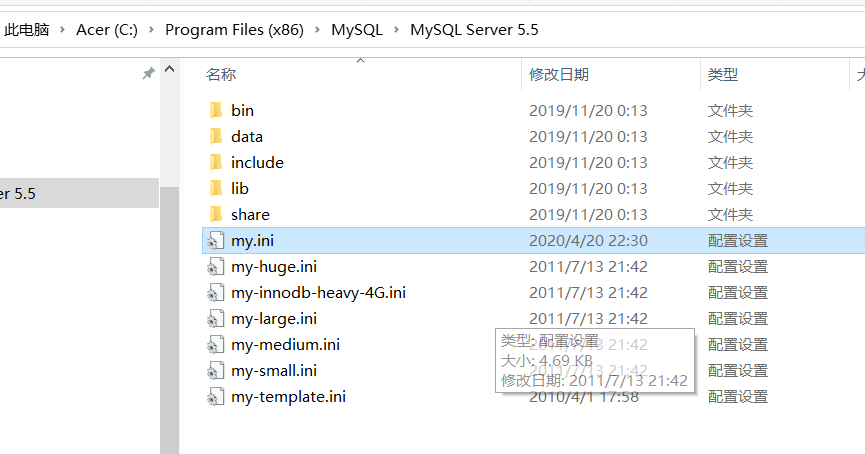 此电脑 › Acer (C:) › Program Files (x86) › MySQL › MySQL Server 5.5
名称 修改日期 类型
bin 2019/11/20 0:13 文件夹
data 2019/11/20 0:13 文件夹
include 2019/11/20 0:13 文件夹
er 5.5 lib 2019/11/20 0:13 文件夹
share 2019/11/20 0:13 文件夹
my.ini 2020/4/20 22:30 配置设置
my-huge.ini 2011/7/13 21:42 配置设置
my-innodb-heavy-4G.ini 2011/7/13 21:42 配置设置
my-large.ini 2011/7/13 21:42 配置设置
my-medium.ini 2011/7/13 21:42 配置设置
my-small.ini 2011/7/13 21:42 配置设置
my-template.ini 2010/4/1 17:58 配置设置
类型: 配置设置
大小: 4.69 KB
修改日期: 2011/7/13 21:42